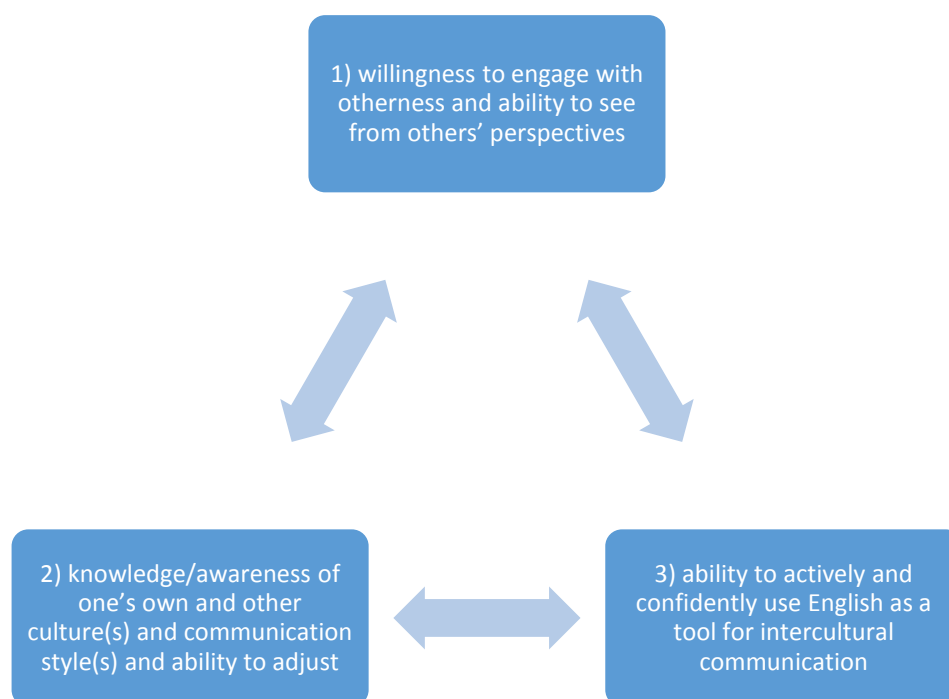 1) willingness to engage with
otherness and ability to see
from others’ perspectives
2) knowledge/awareness of
one’s own and other
culture(s) and communication
style(s) and ability to adjust
3) ability to actively and
confidently use English as a
tool for intercultural
communication